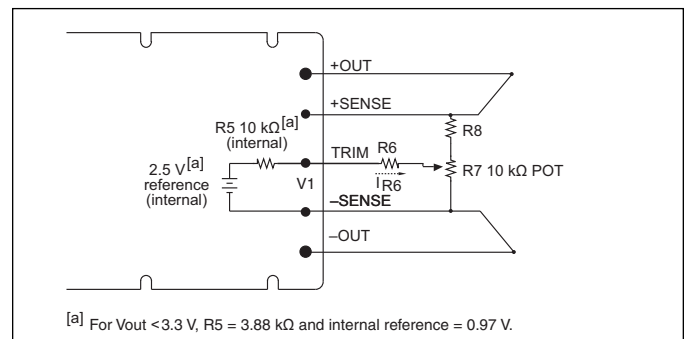 +OUT
+SENSE
R5 10 kΩ[a]
(internal)
R8
TRIM
R6
2.5 V[a]
reference
(internal)
V1
IR6
R7 10 kΩ POT
–SENSE
–OUT
[a] For Vout <3.3 V, R5 = 3.88 kΩ and internal reference = 0.97 V.